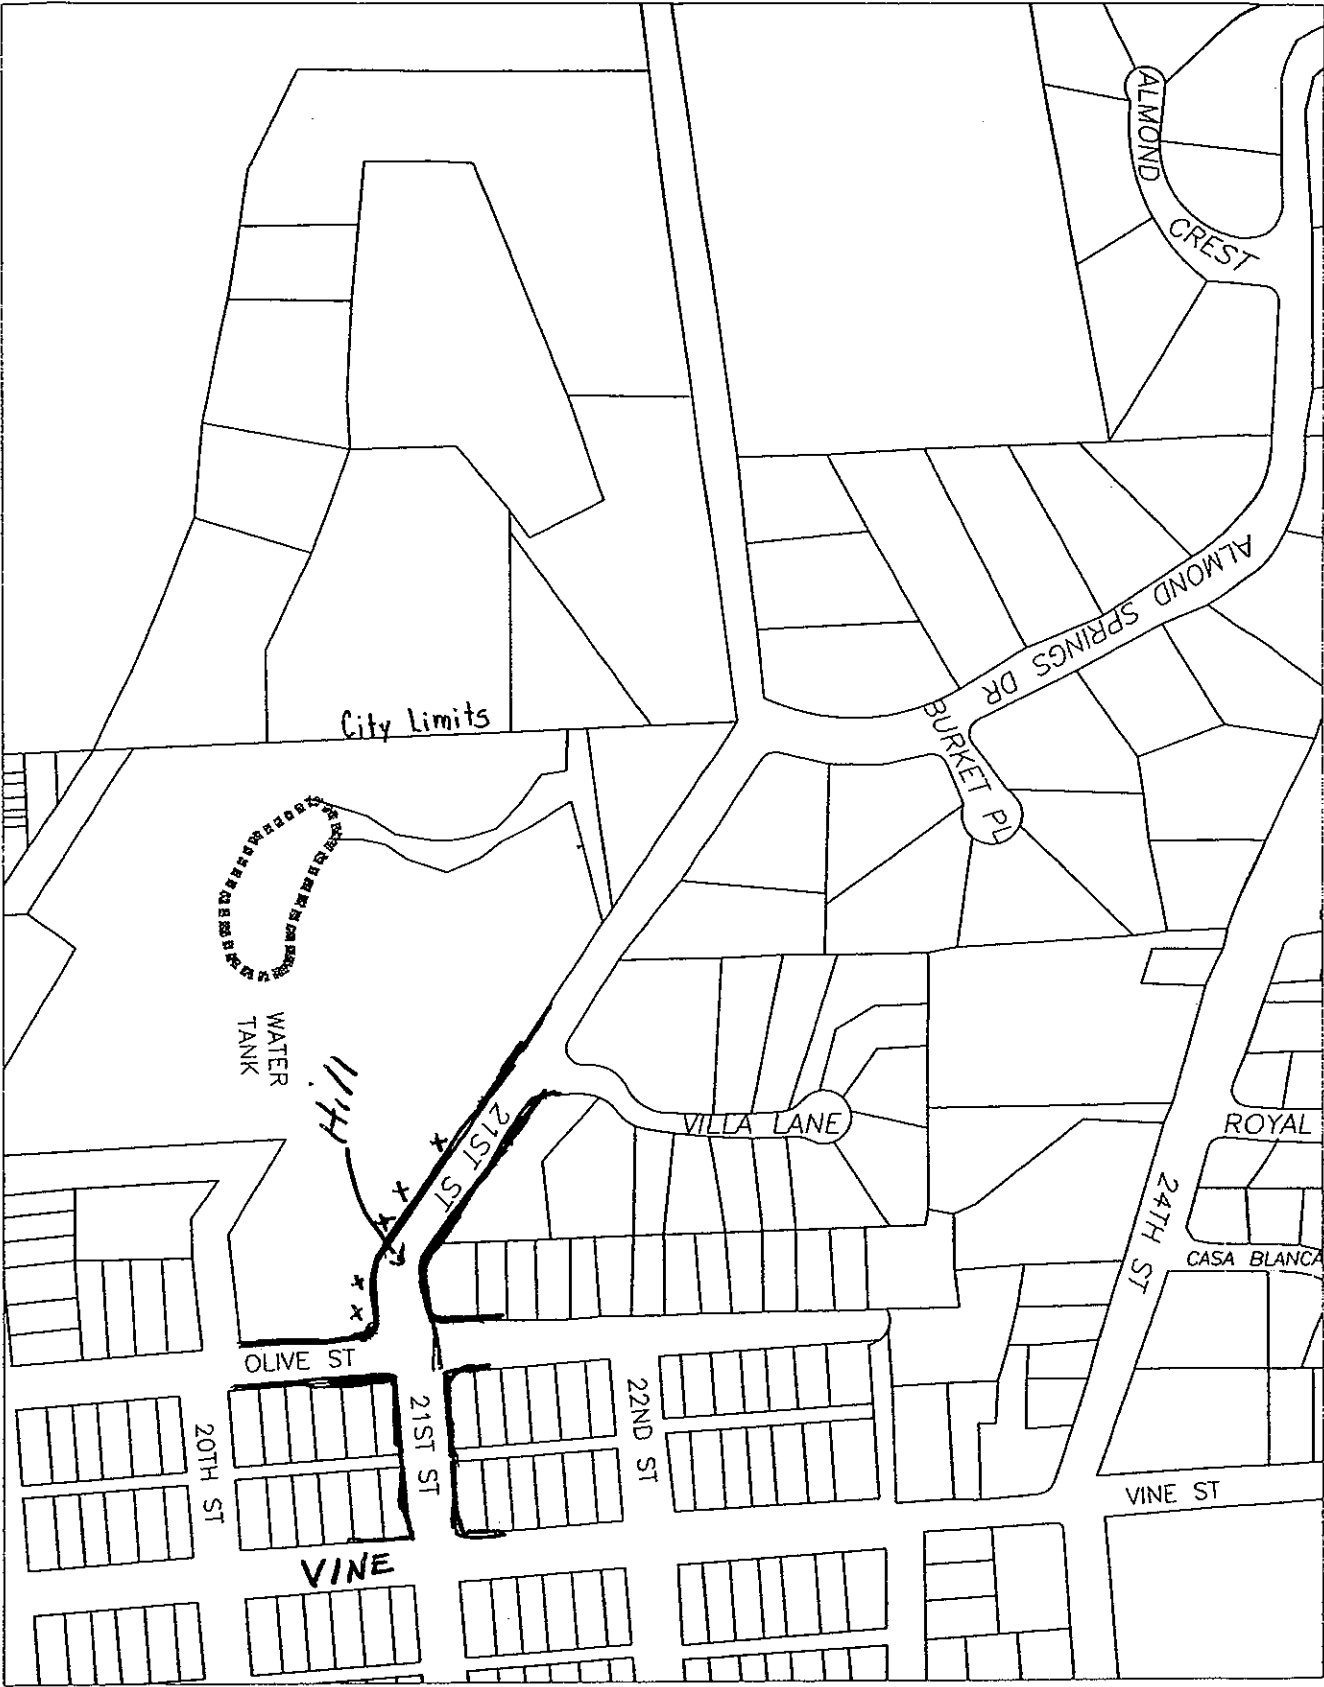 ALMOND
CREST
ALMOND SPRINGS DR
City Limits
BURKET PL
WATER
TANK
21ST ST
VILLA LANE
ROYAL
24TH ST
CASA BLANCA
OLIVE ST
20TH ST
21ST ST
22ND ST
VINE ST
VINE